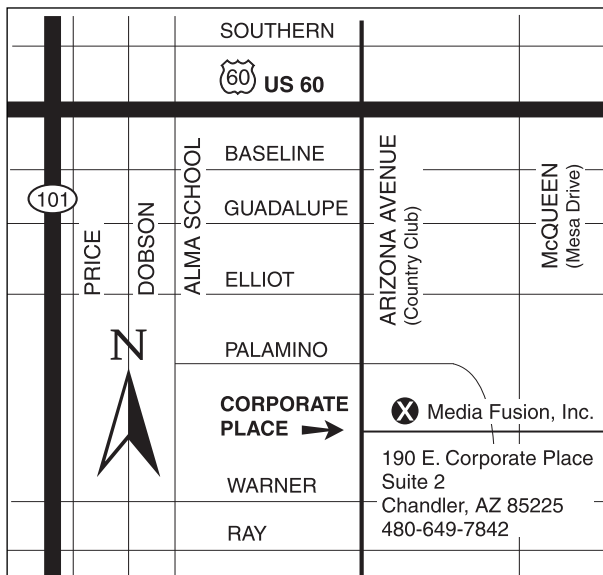 SOUTHERN
60 US 60
BASELINE
101
GUADALUPE
PRICE
DOBSON
ALMA SCHOOL
ARIZONA AVENUE
(Country Club)
McQUEEN
(Mesa Drive)
ELLIOT
N
PALAMINO
CORPORATE
PLACE
X Media Fusion, Inc.
190 E. Corporate Place
Suite 2
Chandler, AZ 85225
480-649-7842
WARNER
RAY